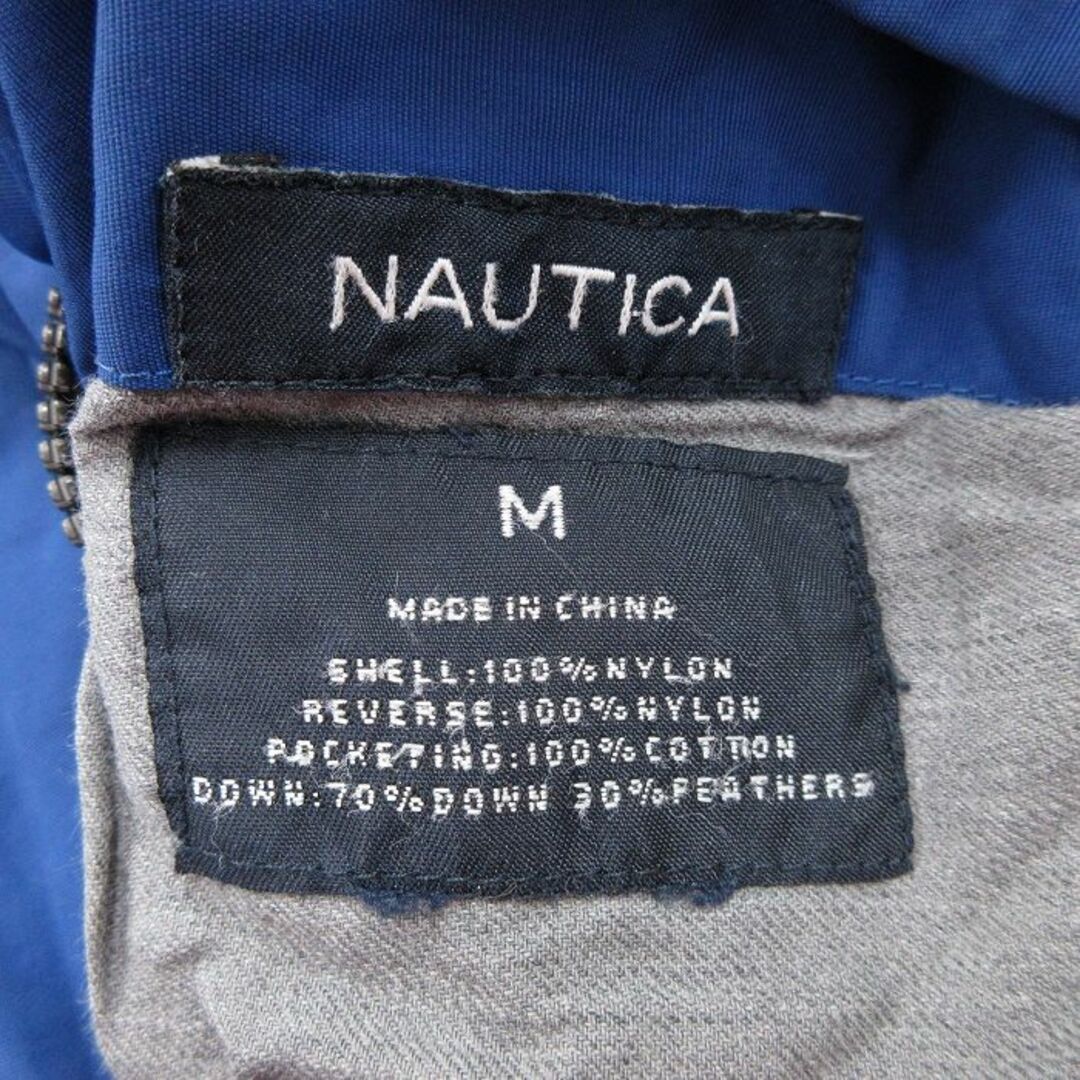 NAUTICA
M
MADE IN CHINA
SHELL:100%NYLON
REVERSE:100%NYLON
POCKETING:100%COTTON
DOWN:70%DOWN 30%FEATHERS